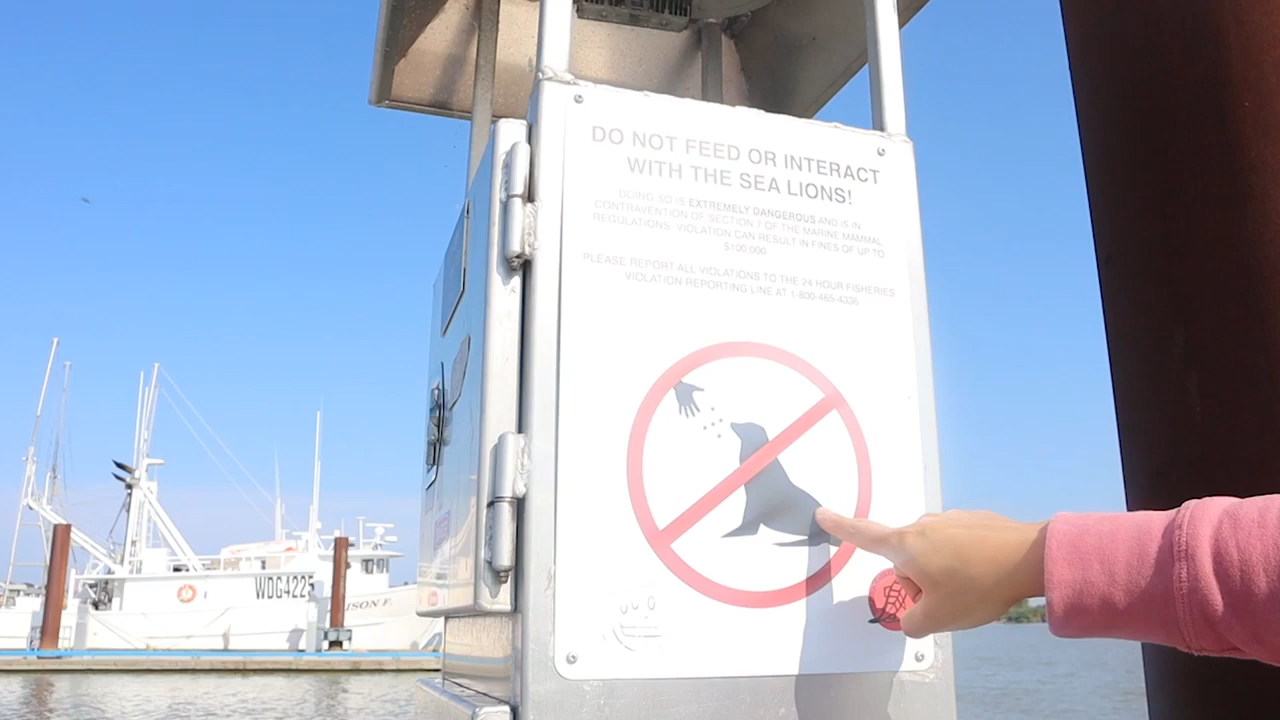 DO NOT FEED OR INTERACT
WITH THE SEA LIONS!
DOING SO IS EXTREMELY DANGEROUS AND IS IN
CONTRAVENTION OF SECTION 7 OF THE MARINE MAMMAL
REGULATIONS. VIOLATION CAN RESULT IN FINES OF UP TO
$100,000
PLEASE REPORT ALL VIOLATIONS TO THE 24 HOUR FISHERIES
VIOLATION REPORTING LINE AT 1-800-465-4336
WDG4225
ISON F.